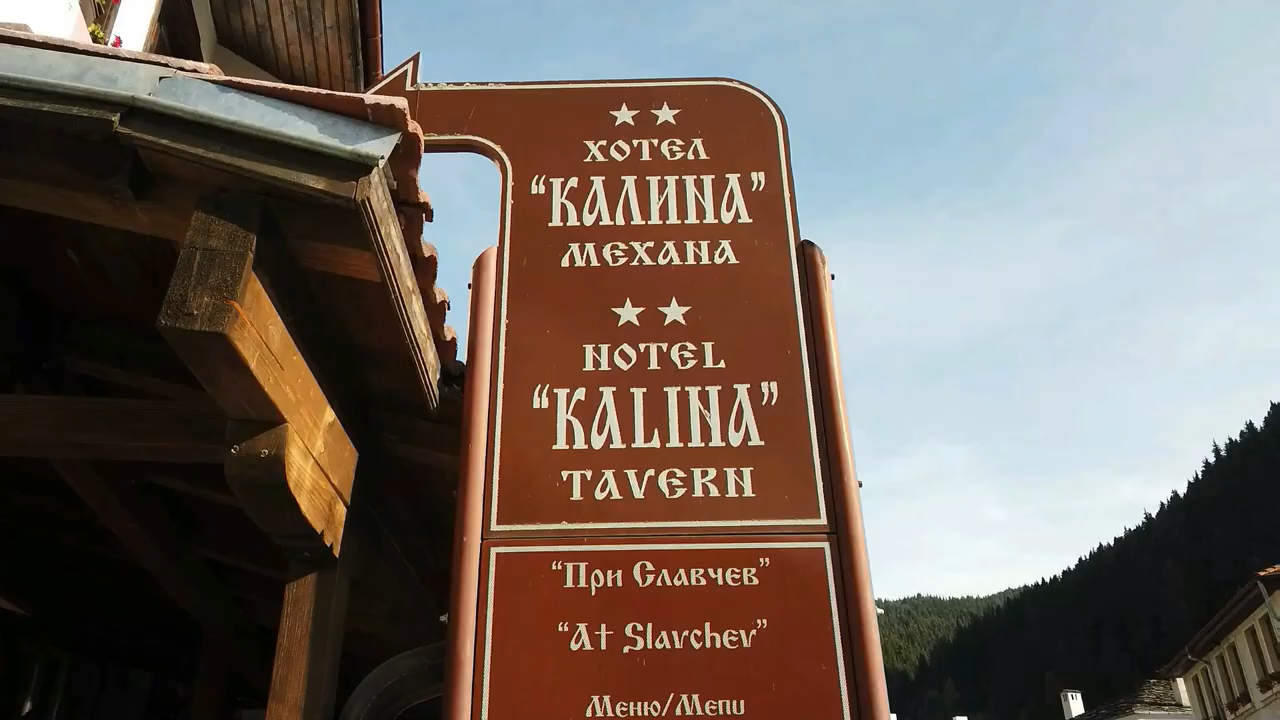 ХОТЕЛ
“КАЛИНА”
МЕХАНА
HOTEL
“KALINA”
TAVERN
“При Славчев”
“At Slavchev”
Меню/Menu